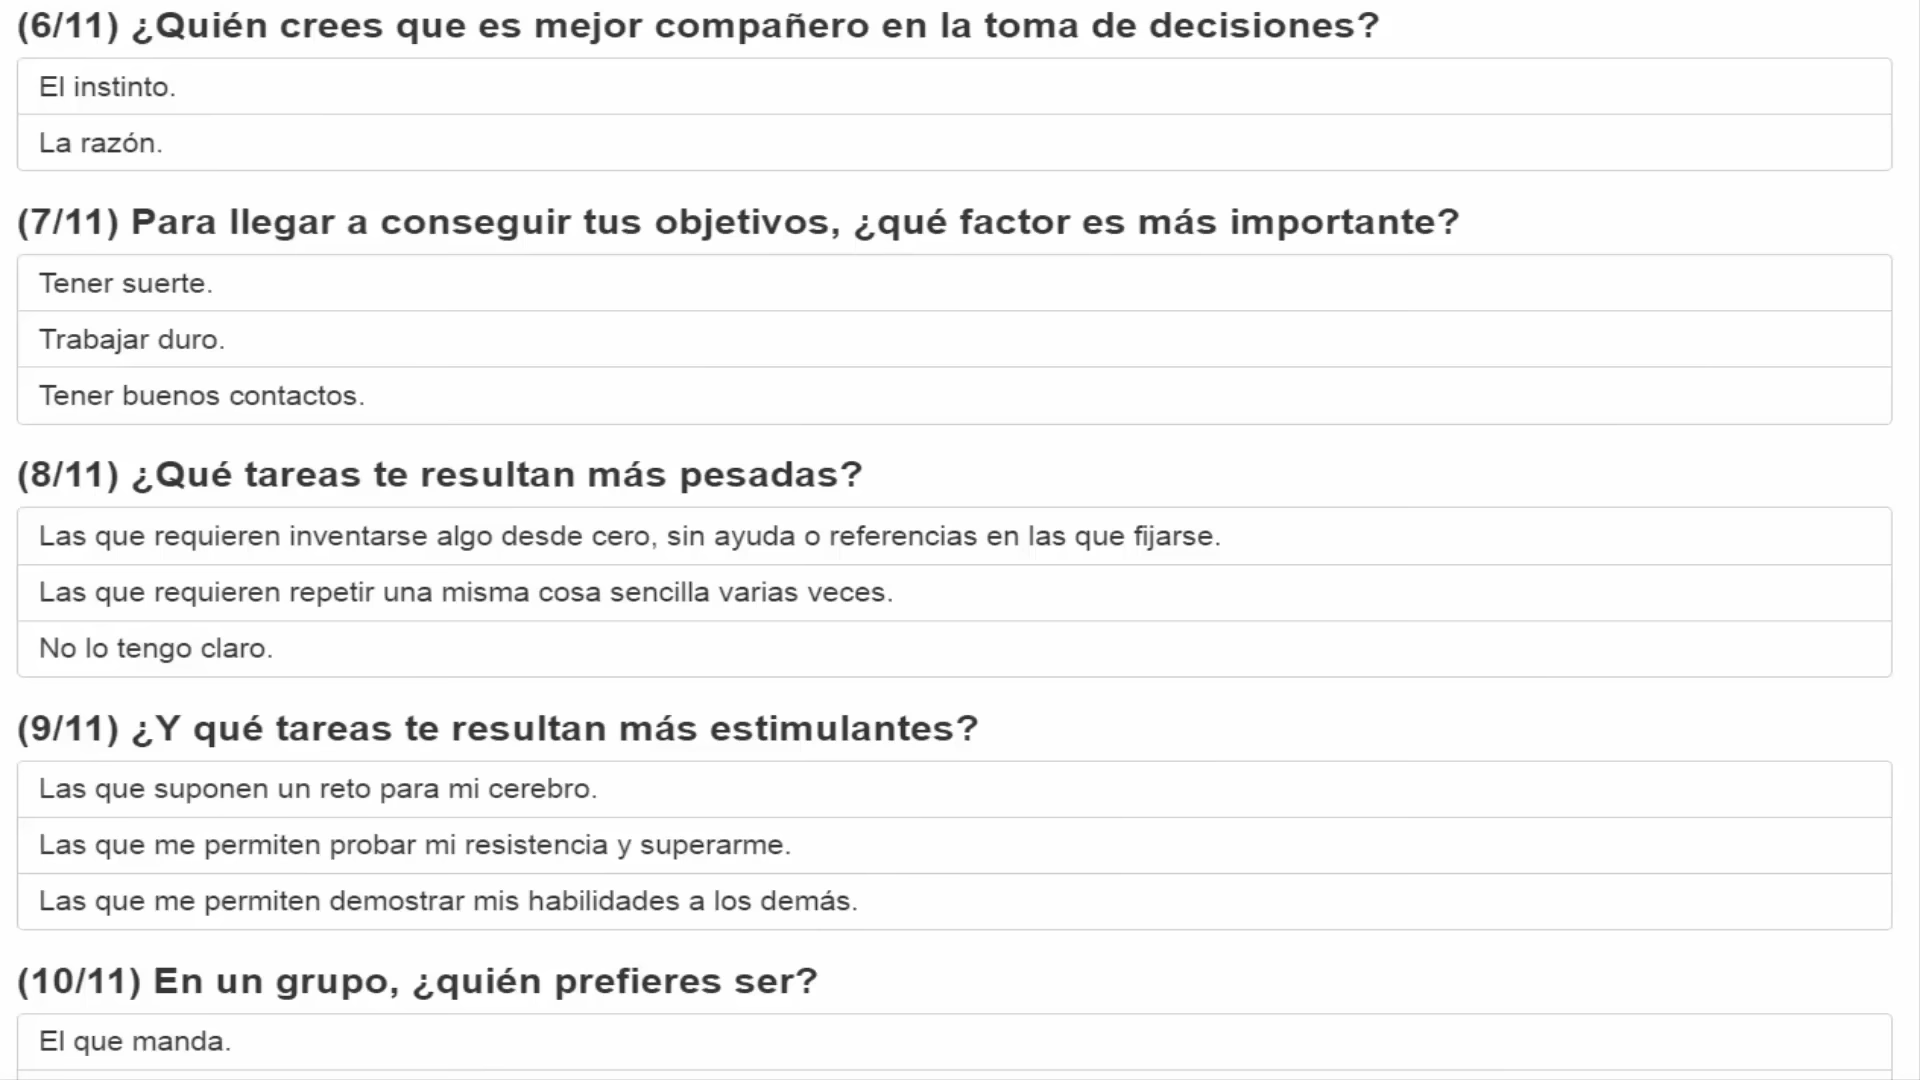 (6/11) ¿Quién crees que es mejor compañero en la toma de decisiones?
El instinto.
La razón.
(7/11) Para llegar a conseguir tus objetivos, ¿qué factor es más importante?
Tener suerte.
Trabajar duro.
Tener buenos contactos.
(8/11) ¿Qué tareas te resultan más pesadas?
Las que requieren inventarse algo desde cero, sin ayuda o referencias en las que fijarse.
Las que requieren repetir una misma cosa sencilla varias veces.
No lo tengo claro.
(9/11) ¿Y qué tareas te resultan más estimulantes?
Las que suponen un reto para mi cerebro.
Las que me permiten probar mi resistencia y superarme.
Las que me permiten demostrar mis habilidades a los demás.
(10/11) En un grupo, ¿quién prefieres ser?
El que manda.